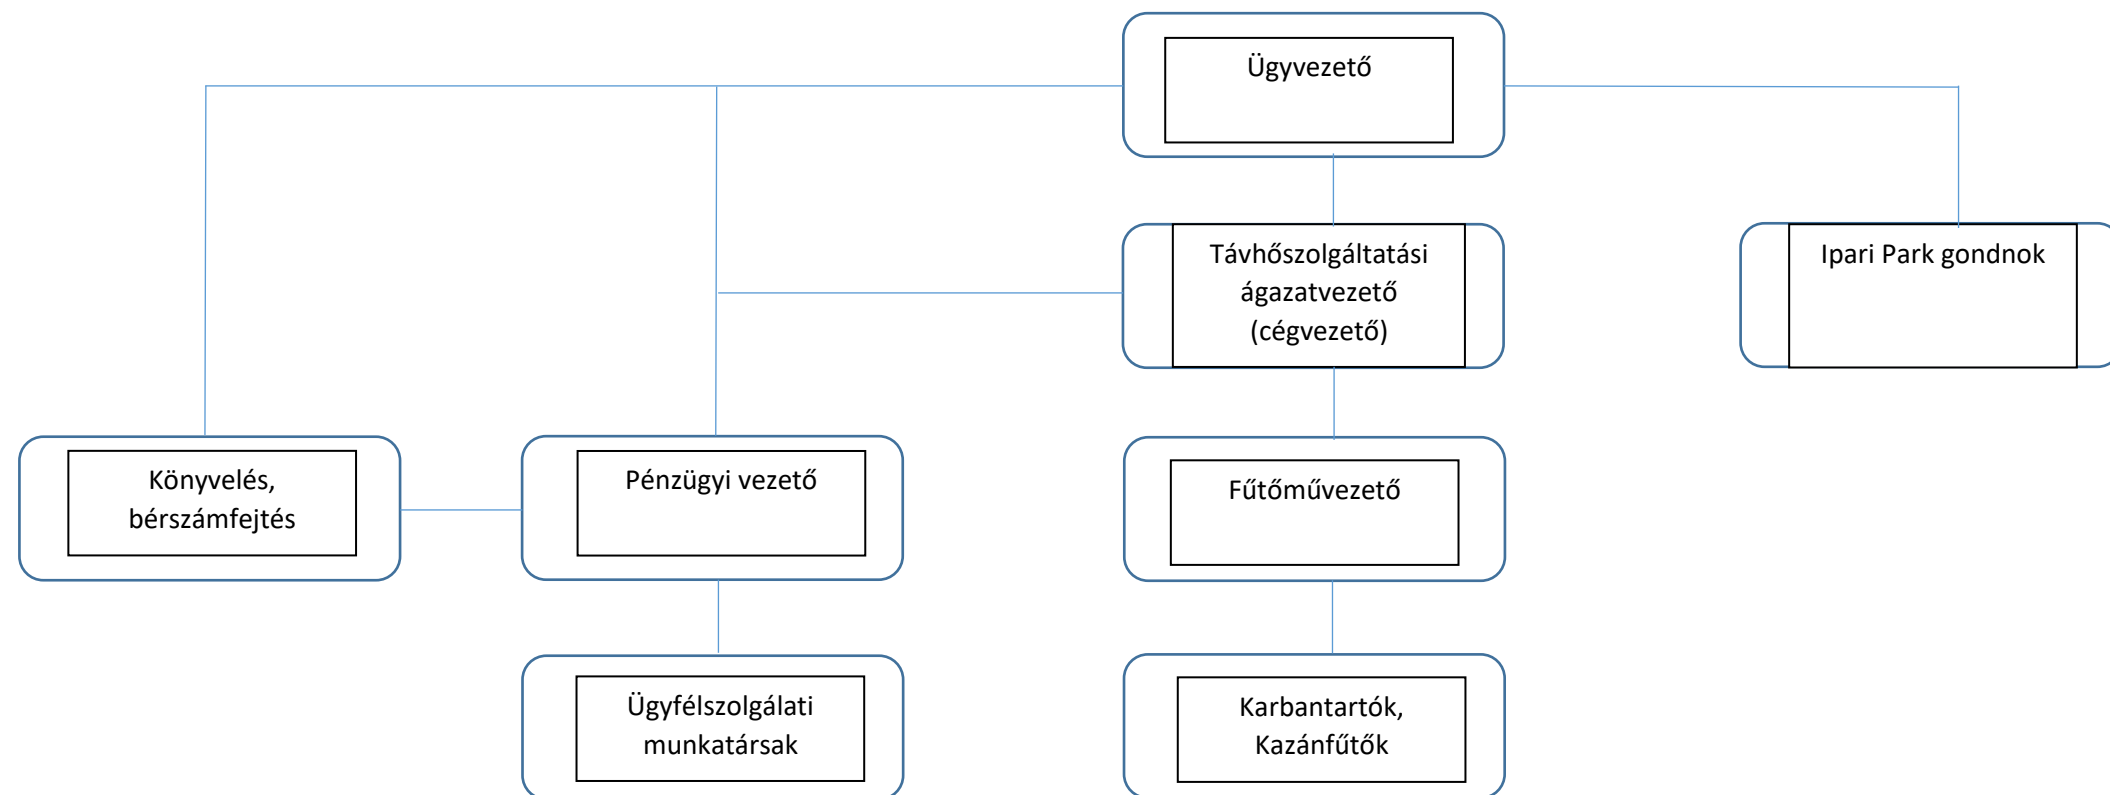 Ügyvezető
Távhőszolgáltatási
ágazatvezető
(cégvezető)
Ipari Park gondnok
Könyvelés,
bérszámfejtés
Pénzügyi vezető
Fűtőművezető
Ügyfélszolgálati
munkatársak
Karbantartók,
Kazánfűtők